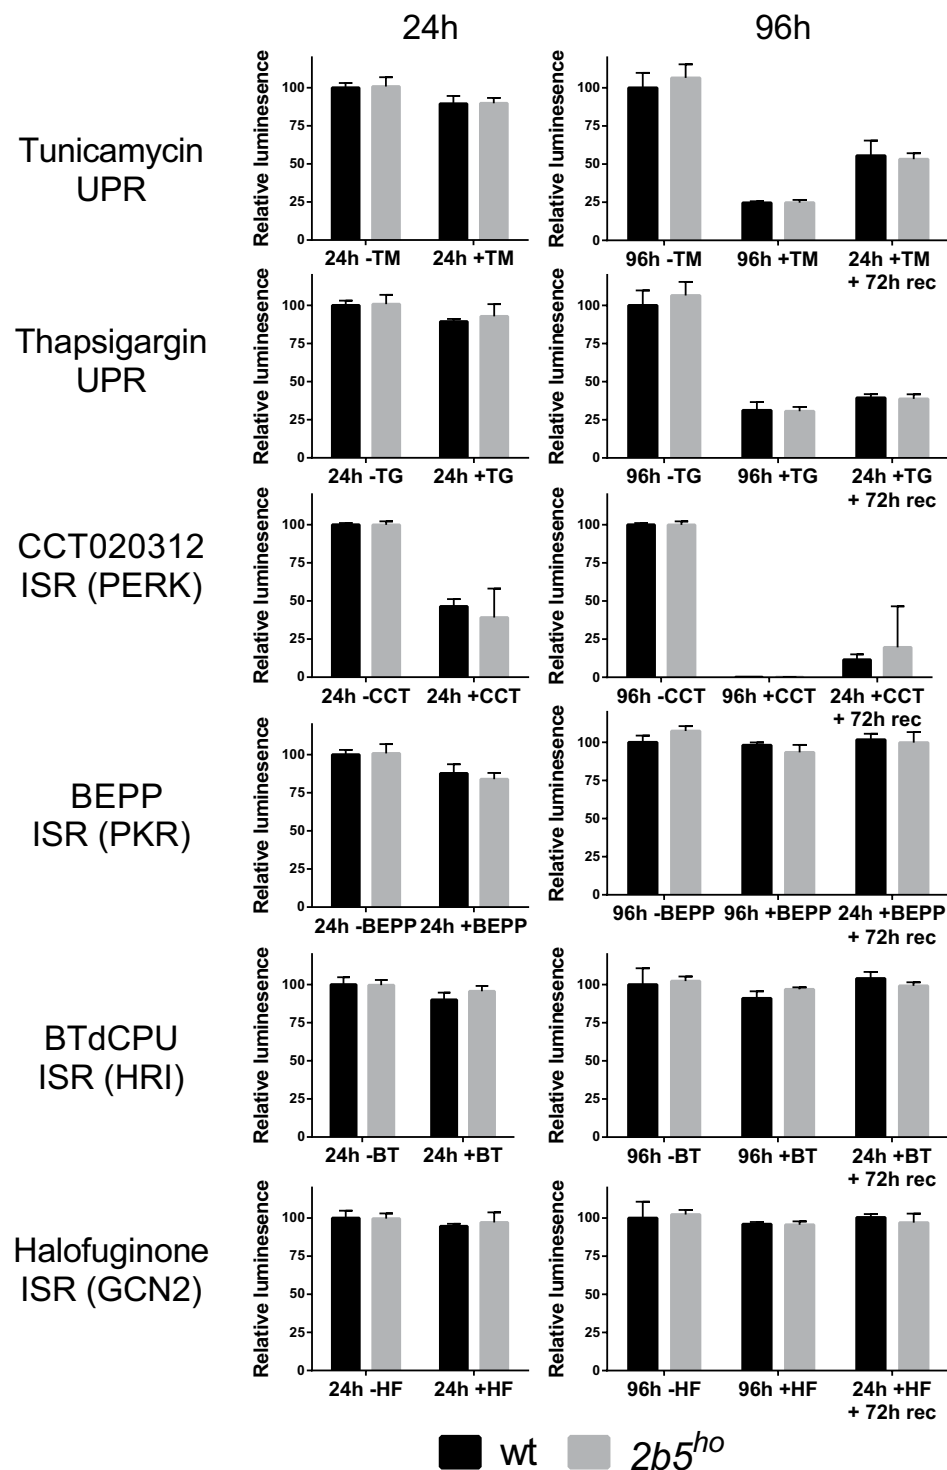 24h
96h
Tunicamycin
UPR
Relative luminesence
100
75
50
25
0
24h -TM
24h +TM
Relative luminesence
100
75
50
25
0
96h -TM
96h +TM
24h +TM
+ 72h rec
Thapsigargin
UPR
Relative luminesence
100
75
50
25
0
24h -TG
24h +TG
Relative luminesence
100
75
50
25
0
96h -TG
96h +TG
24h +TG
+ 72h rec
CCT020312
ISR (PERK)
Relative luminesence
100
75
50
25
0
24h -CCT
24h +CCT
Relative luminesence
100
75
50
25
0
96h -CCT
96h +CCT
24h +CCT
+ 72h rec
BEPP
ISR (PKR)
Relative luminesence
100
75
50
25
0
24h -BEPP
24h +BEPP
Relative luminesence
100
75
50
25
0
96h -BEPP
96h +BEPP
24h +BEPP
+ 72h rec
BTdCPU
ISR (HRI)
Relative luminesence
100
75
50
25
0
24h -BT
24h +BT
Relative luminesence
100
75
50
25
0
96h -BT
96h +BT
24h +BT
+ 72h rec
Halofuginone
ISR (GCN2)
Relative luminesence
100
75
50
25
0
24h -HF
24h +HF
Relative luminesence
100
75
50
25
0
96h -HF
96h +HF
24h +HF
+ 72h rec
wt
2b5ho